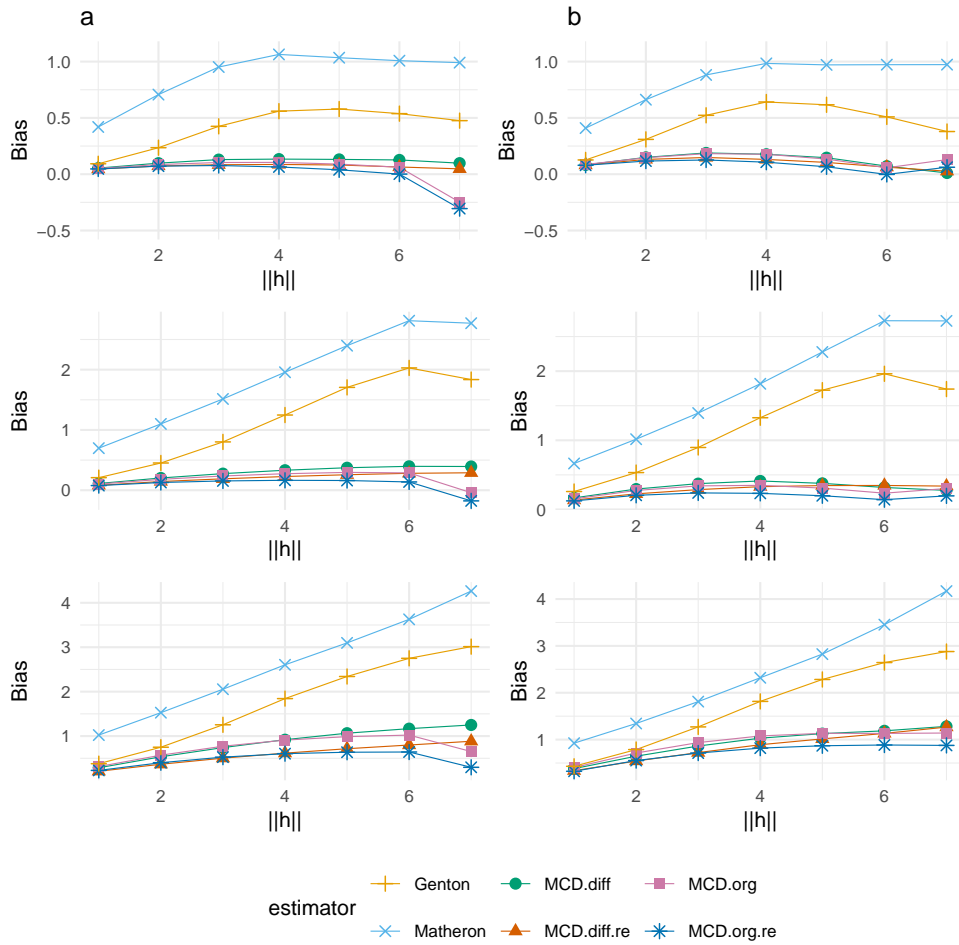 a
b
1.0
0.5
0.0
−0.5
Bias
2
4
6
||h||
1.0
0.5
0.0
−0.5
Bias
2
4
6
||h||
2
1
0
Bias
2
4
6
||h||
2
1
0
Bias
2
4
6
||h||
4
3
2
1
Bias
2
4
6
||h||
4
3
2
1
Bias
2
4
6
||h||
estimator
Genton
MCD.diff
MCD.org
Matheron
MCD.diff.re
MCD.org.re